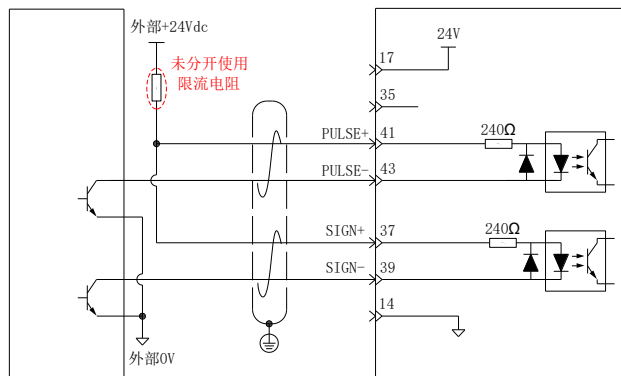 外部+24Vdc
未分开使用
限流电阻
24V
17
35
PULSE+ 41
240Ω
PULSE- 43
SIGN+ 37
240Ω
SIGN- 39
14
外部0V